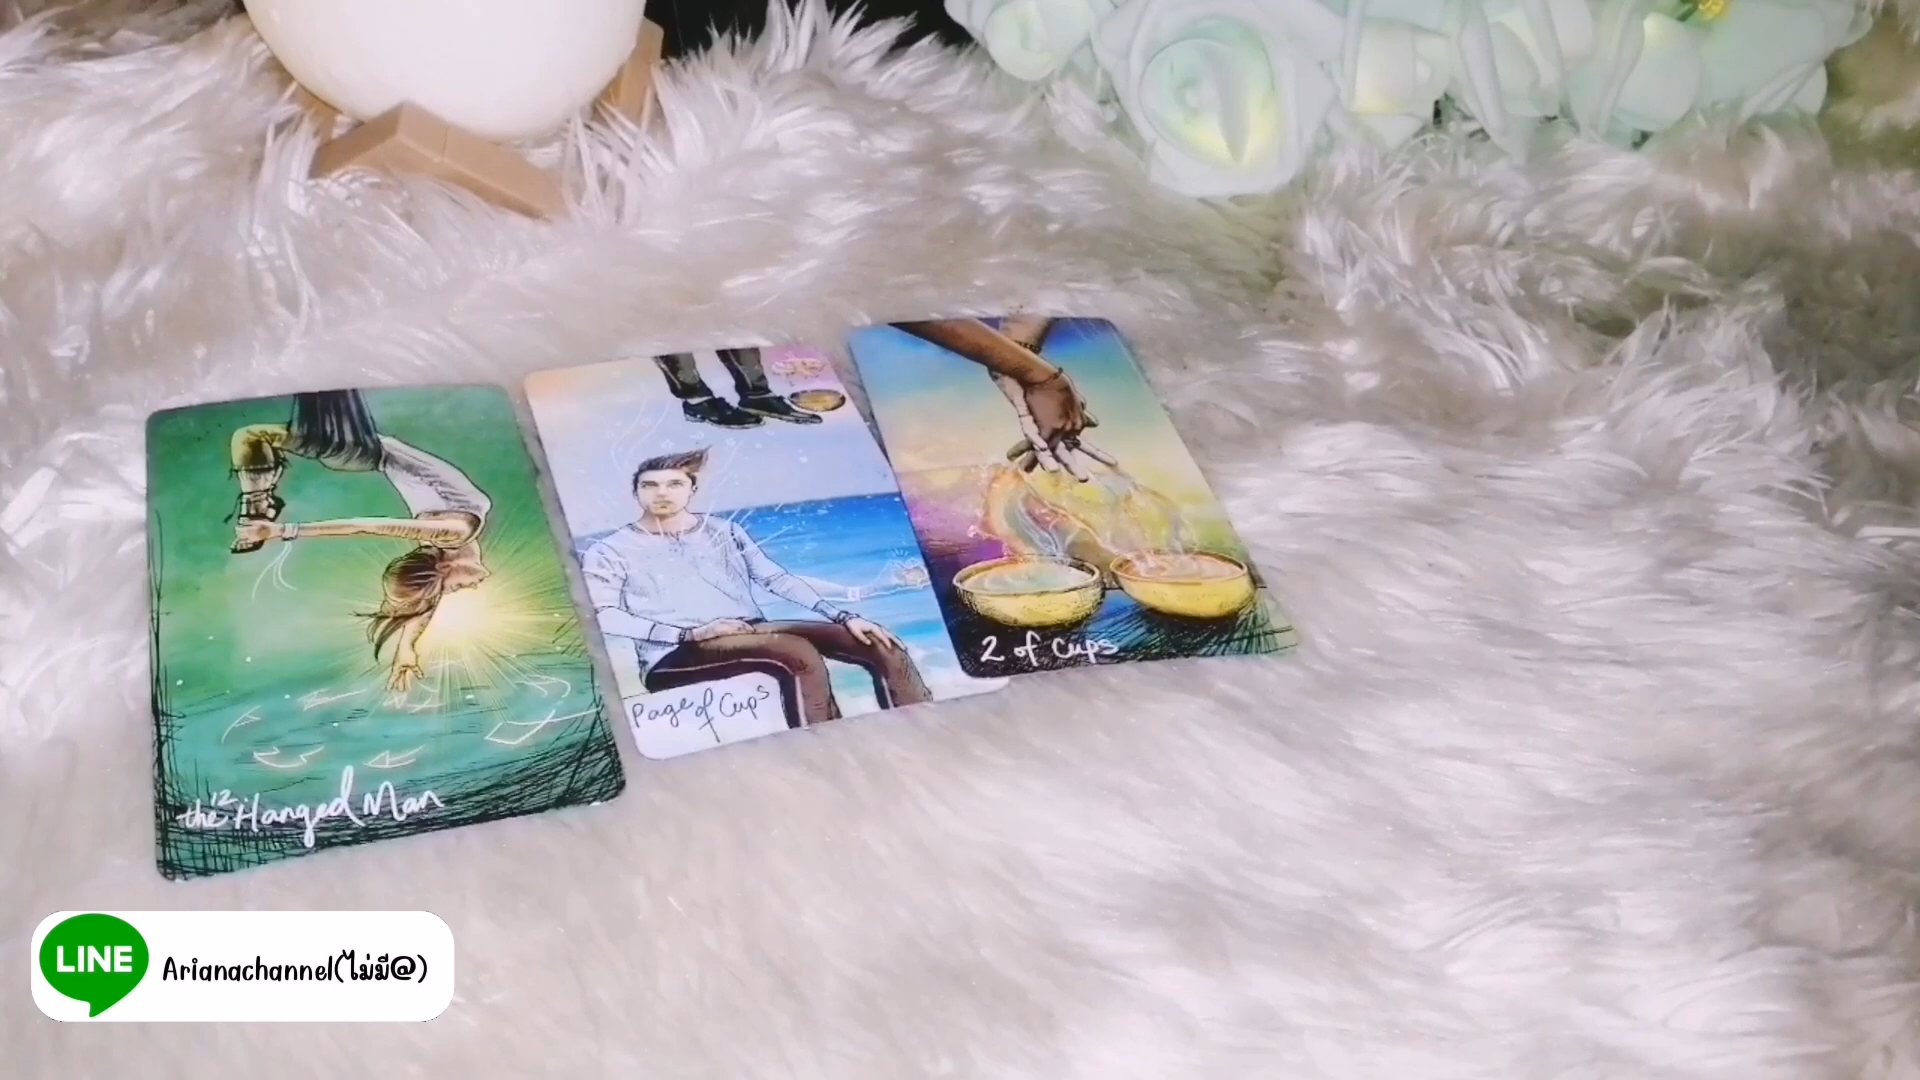 the 12 Hanged Man
Page of Cups
2 of Cups
LINE
Arianachannel(ไม่มี@)